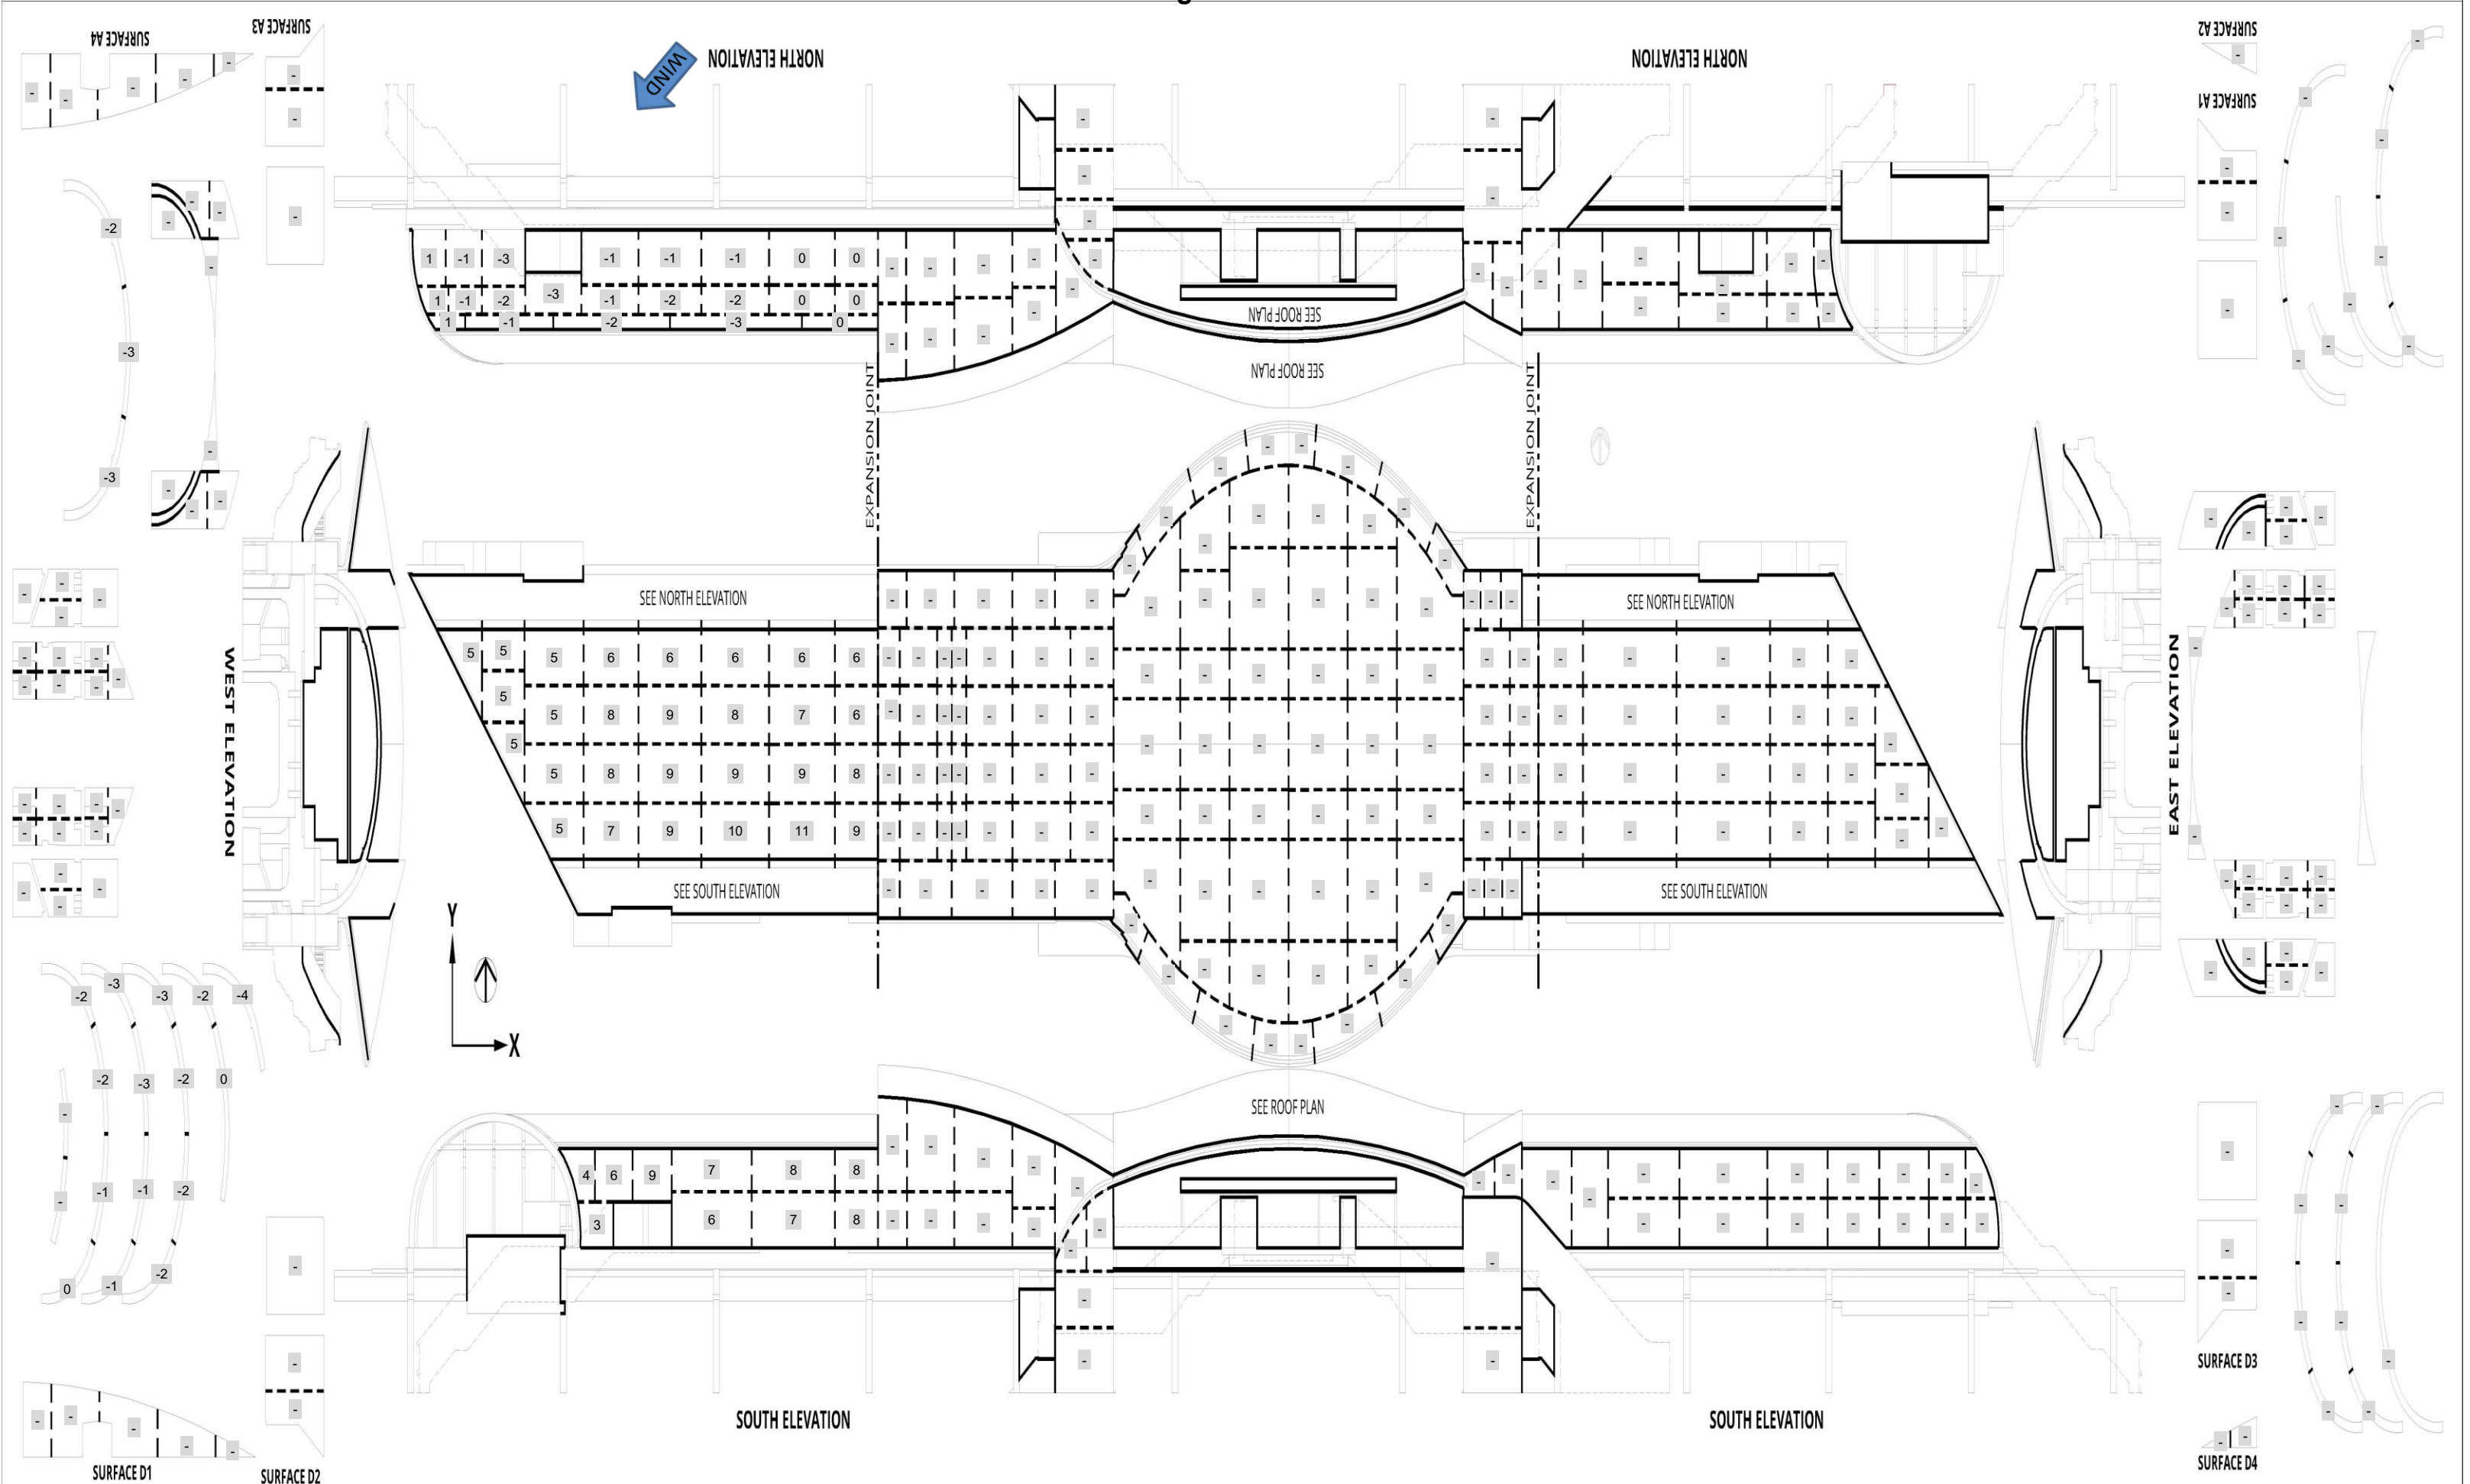 g
SURFACE A4
SURFACE A3
WIND
NORTH ELEVATION
NORTH ELEVATION
SURFACE A2
SURFACE A1
-2
-3
-3
1 -1 -3 -1 -1 -1 0 0 - - - -
1 -1 -2 -3 -1 -2 -2 0 0
1 -1 -2 -3 0 - - - -
SEE ROOF PLAN
SEE ROOF PLAN
EXPANSION JOINT
EXPANSION JOINT
SEE NORTH ELEVATION
SEE NORTH ELEVATION
WEST ELEVATION
5 5 5 6 6 6 6 6 - - - - - - -
5
5 8 9 8 7 6 - - - - - - -
5
5 8 9 9 9 8 - - - - - - -
5 7 9 10 11 9 - - - - - - -
EAST ELEVATION
SEE SOUTH ELEVATION
SEE SOUTH ELEVATION
Y
X
-2 -3 -3 -2 -4
-2 -3 -2 0
-
- -1 -1 -2
0 -1 -2
SEE ROOF PLAN
4 6 9 7 8 8 - - - -
3 6 7 8 - - - -
SOUTH ELEVATION
SOUTH ELEVATION
SURFACE D1
SURFACE D2
SURFACE D3
SURFACE D4